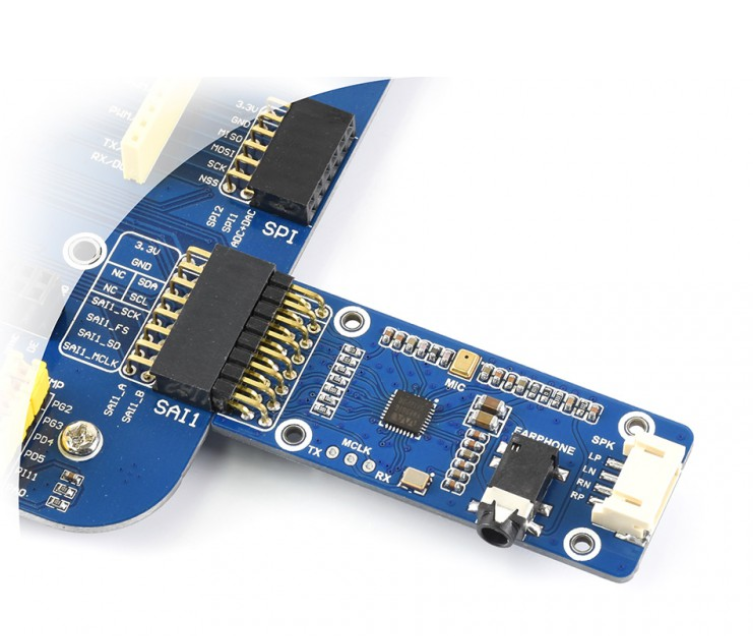 3.3V
GND
MISO
MOSI
SCK
NSS
SPI2
SPI1
ADC+DAC
SPI
3.3V
GND
NC SDA
NC SCL
SAI1_SCK
SAI1_FS
SAI1_SD
SAI1_MCLK
SAI1_A
SAI1_B
SAI1
PG2
PG3
PD4
PD5
MIC
MCLK
TX
RX
EARPHONE
SPK
LP
LN
RN
RP